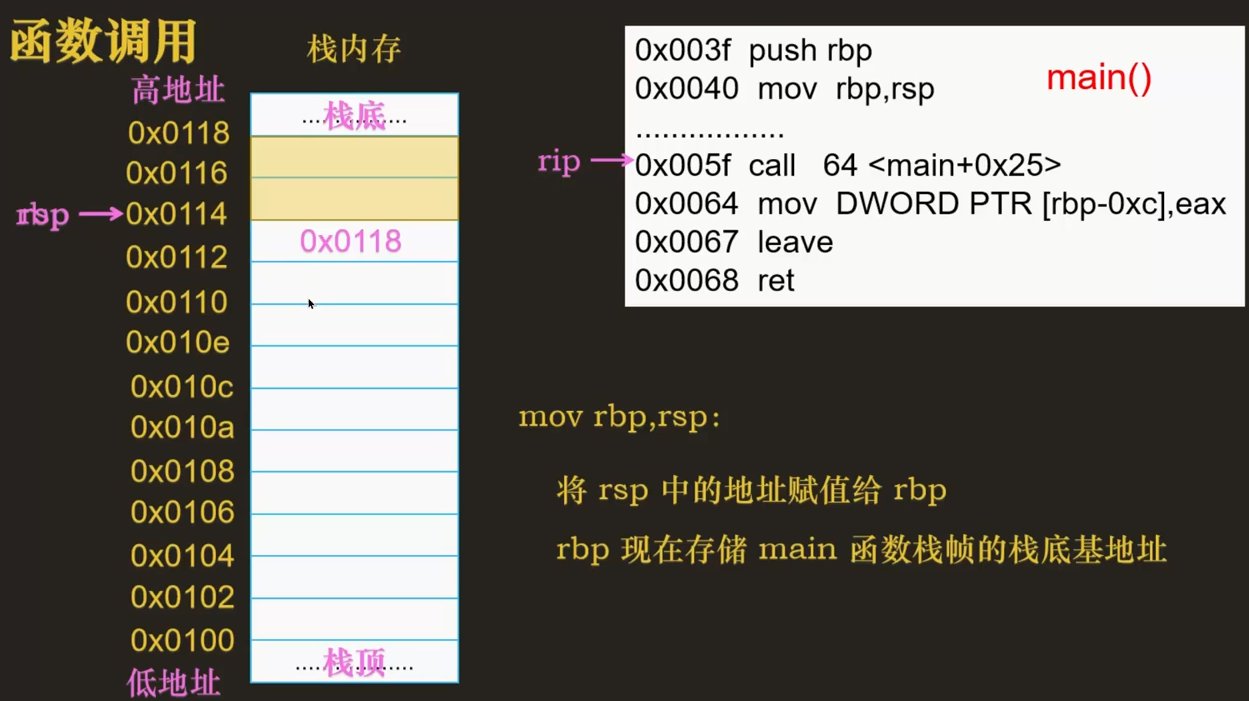 函数调用
栈内存
高地址
栈底
0x0118
0x0116
0x0114
0x0118
0x0112
0x0110
0x010e
0x010c
0x010a
0x0108
0x0106
0x0104
0x0102
0x0100
....栈顶....
低地址
0x003f push rbp
0x0040 mov rbp,rsp
main()
.................
rip
0x005f call 64 <main+0x25>
0x0064 mov DWORD PTR [rbp-0xc],eax
0x0067 leave
0x0068 ret
mov rbp,rsp:
将 rsp 中的地址赋值给 rbp
rbp 现在存储 main 函数栈帧的栈底基地址